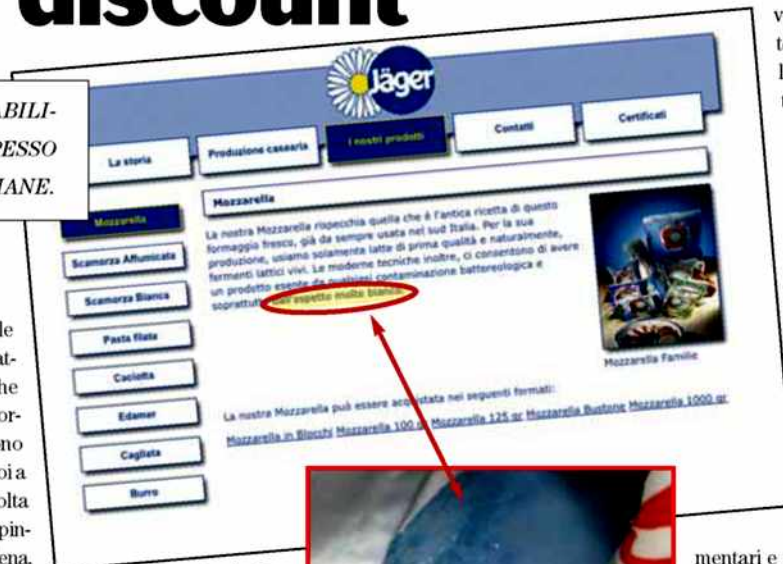 discount
ABILI-
PESSO
IANE.
Jäger
La storia
Produzione casearia
I nostri prodotti
Contatti
Certificati
Mozzarella
Scamorza Affumicata
Scamorza Bianca
Pasta filata
Caciotta
Edamer
Cagliata
Burro
Mozzarella
La nostra Mozzarella rispecchia quella che è l'antica ricetta di questo
formaggio fresco, già da sempre usata nel sud Italia. Per la sua
produzione, usiamo solamente latte di prima qualità e naturalmente,
fermenti lattici vivi. Le moderne tecniche inoltre, ci consentono di avere
un prodotto esente da qualsiasi contaminazione battereologica e
soprattutto dall'aspetto molto bianco.
Mozzarella Familie
La nostra Mozzarella può essere acquistata nei seguenti formati:
Mozzarella in Blocchi Mozzarella 100 gr Mozzarella 125 gr Mozzarella Bustone Mozzarella 1000 gr
le
at-
he
or-
no
oi a
olta
pin-
ena,
mentari e